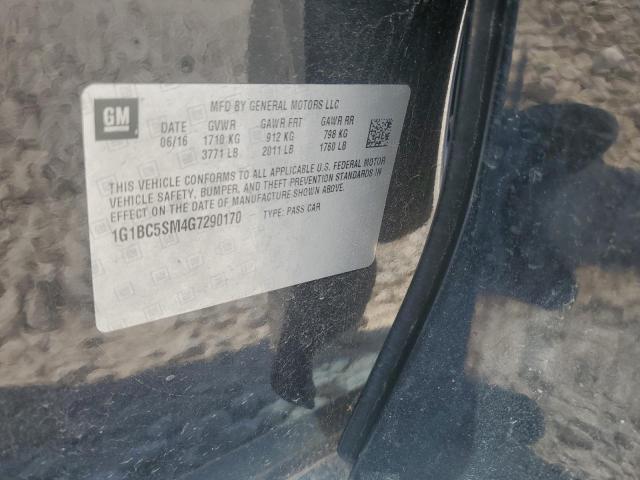 GM
MFD BY GENERAL MOTORS LLC
DATE GVWR GAWR FRT GAWR RR
06/16 1710 KG 912 KG 798 KG
3771 LB 2011 LB 1760 LB
THIS VEHICLE CONFORMS TO ALL APPLICABLE U.S. FEDERAL MOTOR
VEHICLE SAFETY, BUMPER, AND THEFT PREVENTION STANDARDS IN
EFFECT ON THE DATE OF MANUFACTURE SHOWN ABOVE.
1G1BC5SM4G7290170 TYPE: PASS CAR